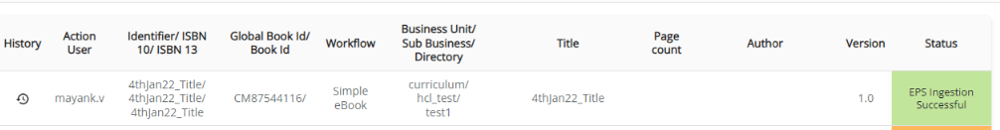 History
Action
User
Identifier/ ISBN
10/ ISBN 13
Global Book Id/
Book Id
Workflow
Business Unit/
Sub Business/
Directory
Title
Page
count
Author
Version
Status
mayank.v
4thJan22_Title/
4thJan22_Title/
4thJan22_Title
CM87544116/
Simple
eBook
curriculum/
hcl_test/
test1
4thJan22_Title
1.0
EPS Ingestion
Successful